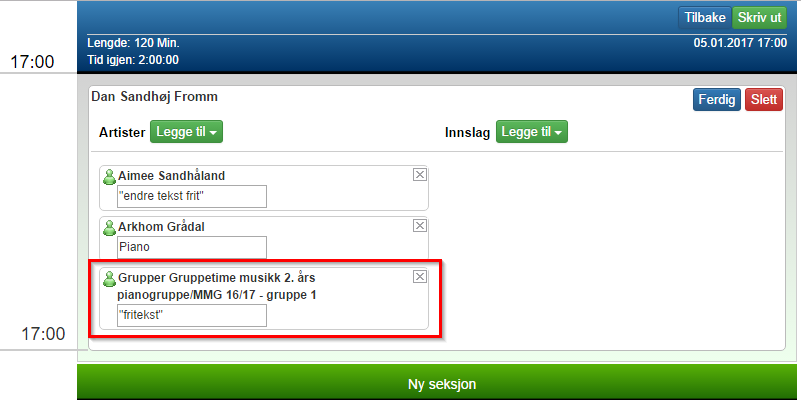 Tilbake Skriv ut
Lengde: 120 Min. 05.01.2017 17:00
17:00 Tid igjen: 2:00:00
Dan Sandhøj Fromm Ferdig Slett
Artister Legge til Innslag Legge til
Aimee Sandhåland
"endre tekst frit"
Arkhom Grådal
Piano
Grupper Gruppetime musikk 2. års
pianogruppe/MMG 16/17 - gruppe 1
"fritekst"
17:00
Ny seksjon